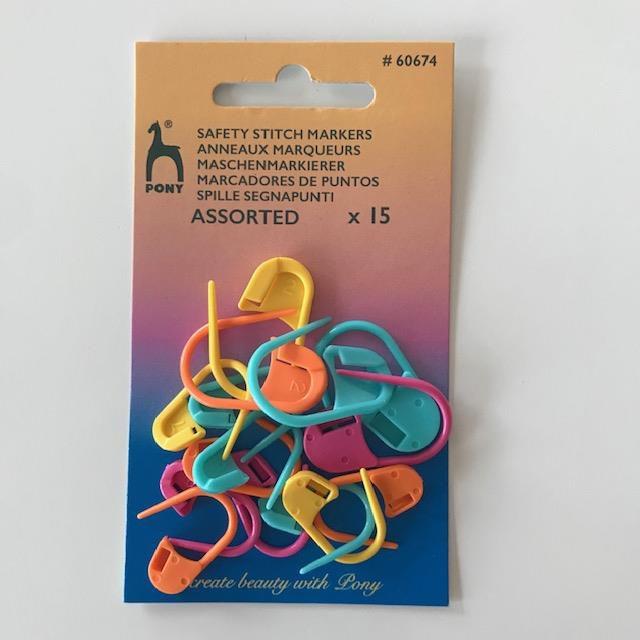 # 60674
®
PONY
SAFETY STITCH MARKERS
ANNEAUX MARQUEURS
MASCHENMARKIERER
MARCADORES DE PUNTOS
SPILLE SEGNAPUNTI
ASSORTED x 15
create beauty with Pony